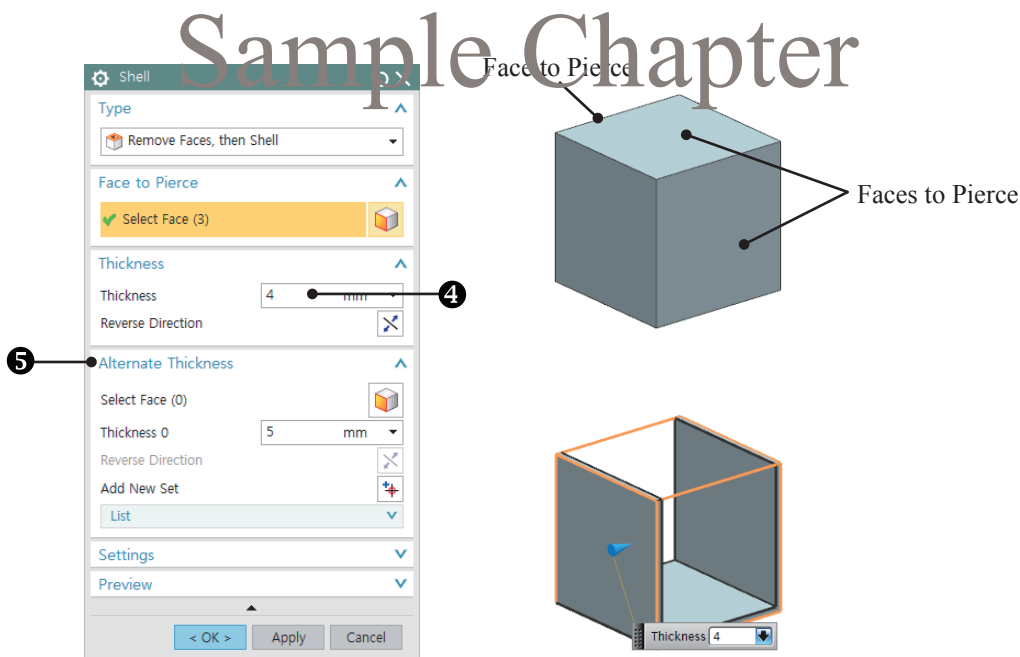 Sample Chapter
Shell
Type
Remove Faces, then Shell
Face to Pierce
Select Face (3)
Thickness
Thickness 4 mm
Reverse Direction
4
5
Alternate Thickness
Select Face (0)
Thickness 0 5 mm
Reverse Direction
Add New Set
List
Settings
Preview
< OK > Apply Cancel
Face to Pierce
Faces to Pierce
Thickness 4